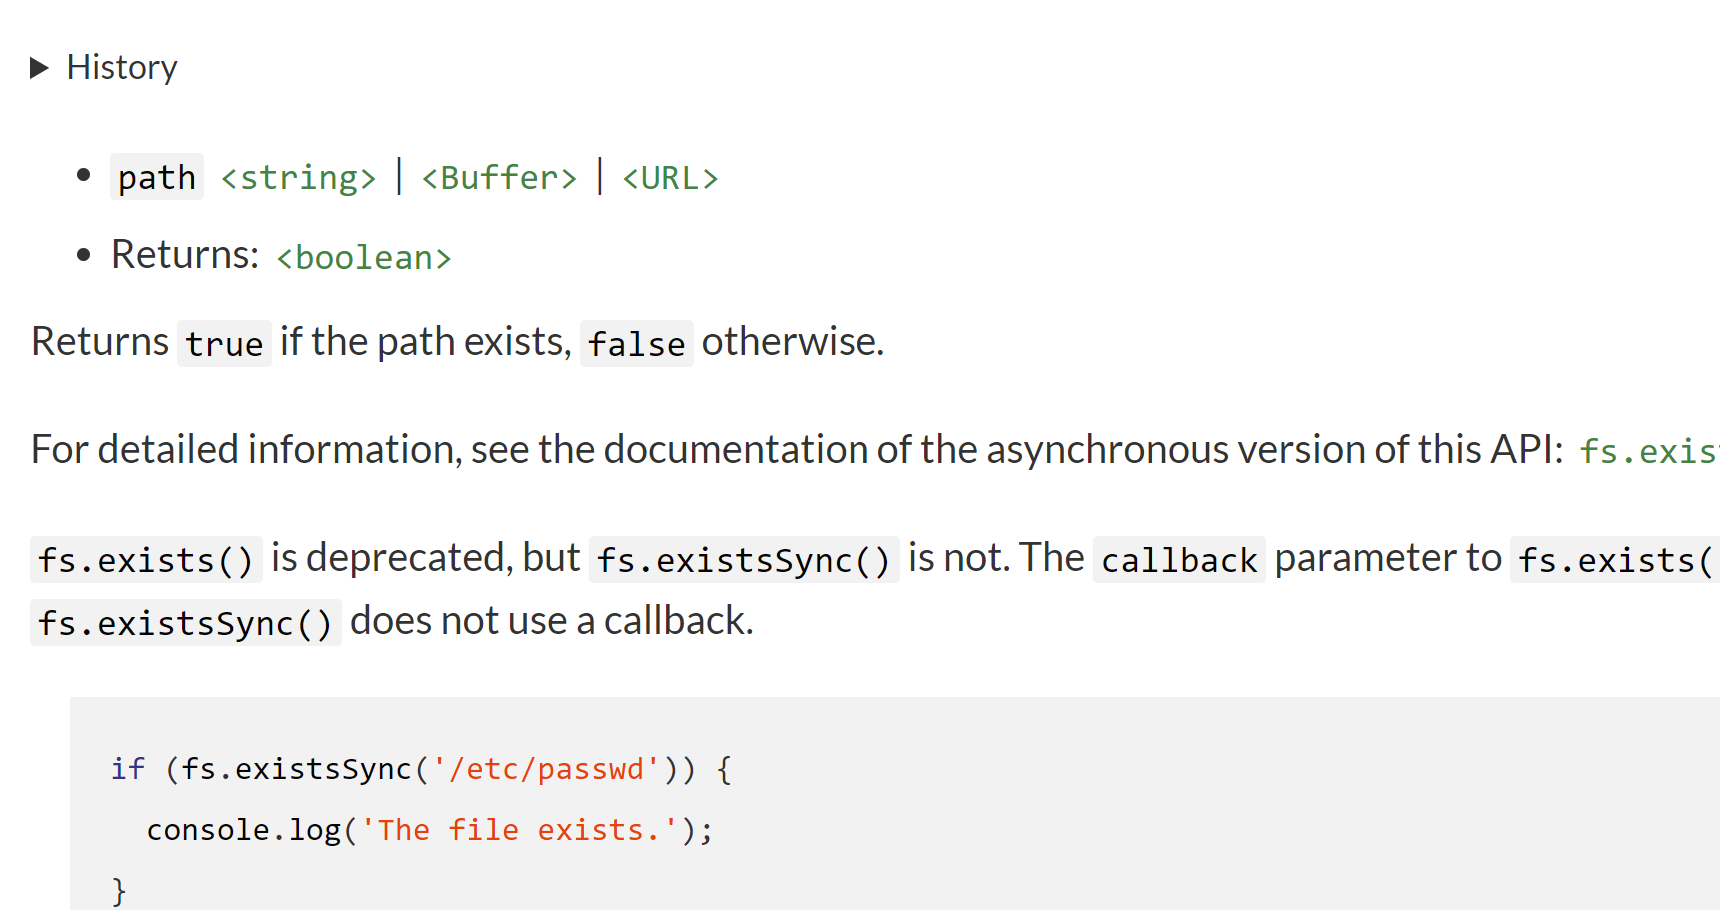 History
path <string> | <Buffer> | <URL>
Returns: <boolean>
Returns true if the path exists, false otherwise.
For detailed information, see the documentation of the asynchronous version of this API: fs.exis
fs.exists() is deprecated, but fs.existsSync() is not. The callback parameter to fs.exists(
fs.existsSync() does not use a callback.
if (fs.existsSync('/etc/passwd')) {
  console.log('The file exists.');
}